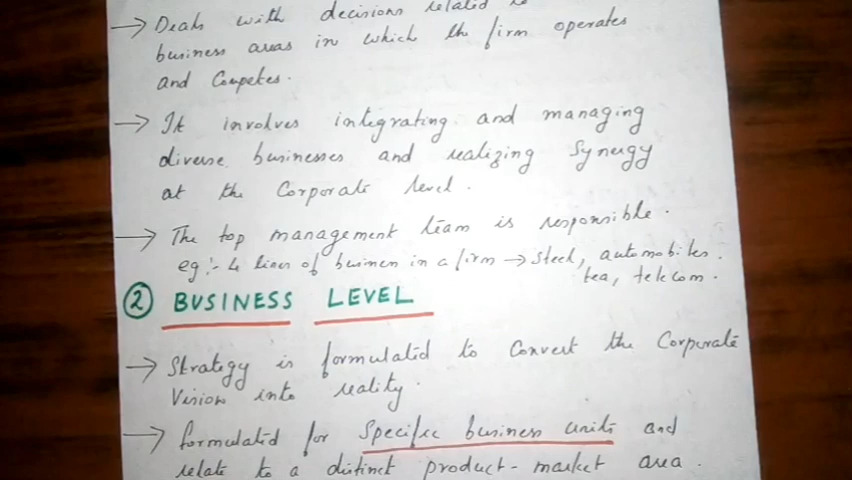 → Deals with decisions related to
business areas in which the firm operates
and Competes.
→ It involves integrating and managing
diverse businesses and realizing Synergy
at the Corporate level.
→ The top management team is responsible.
eg:- 4 lines of business in a firm → Steel, automobiles.
tea, telecom.
② BUSINESS LEVEL
→ Strategy is formulated to Convert the Corporate
Vision into reality.
→ formulated for Specific business units and
relate to a distinct product-market area.